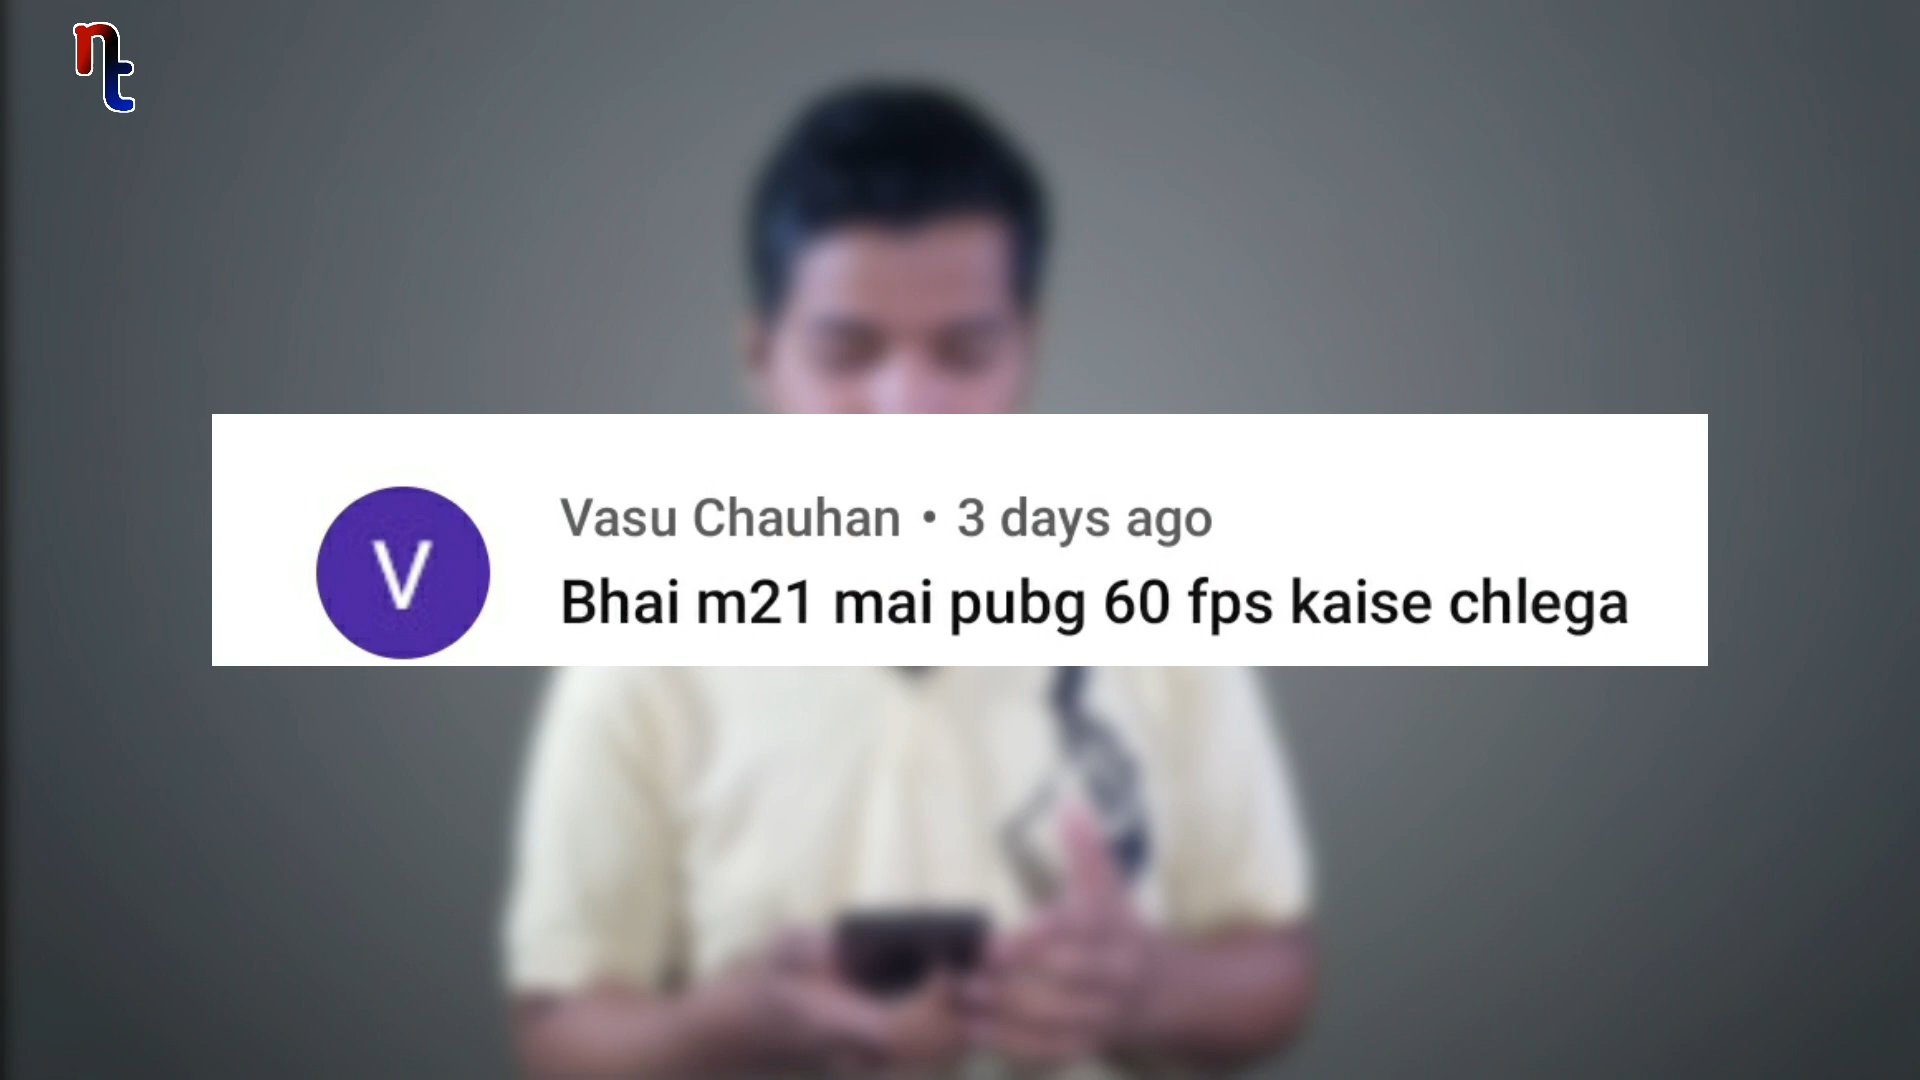 nt
Vasu Chauhan • 3 days ago
V
Bhai m21 mai pubg 60 fps kaise chlega